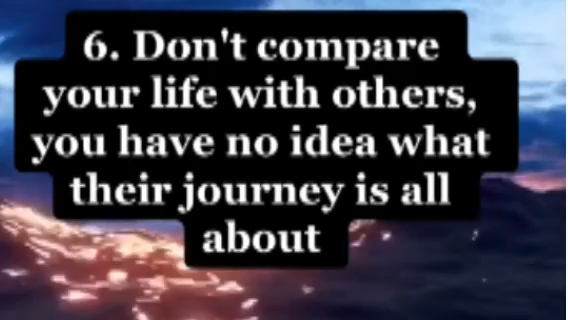 6. Don't compare
your life with others,
you have no idea what
their journey is all
about